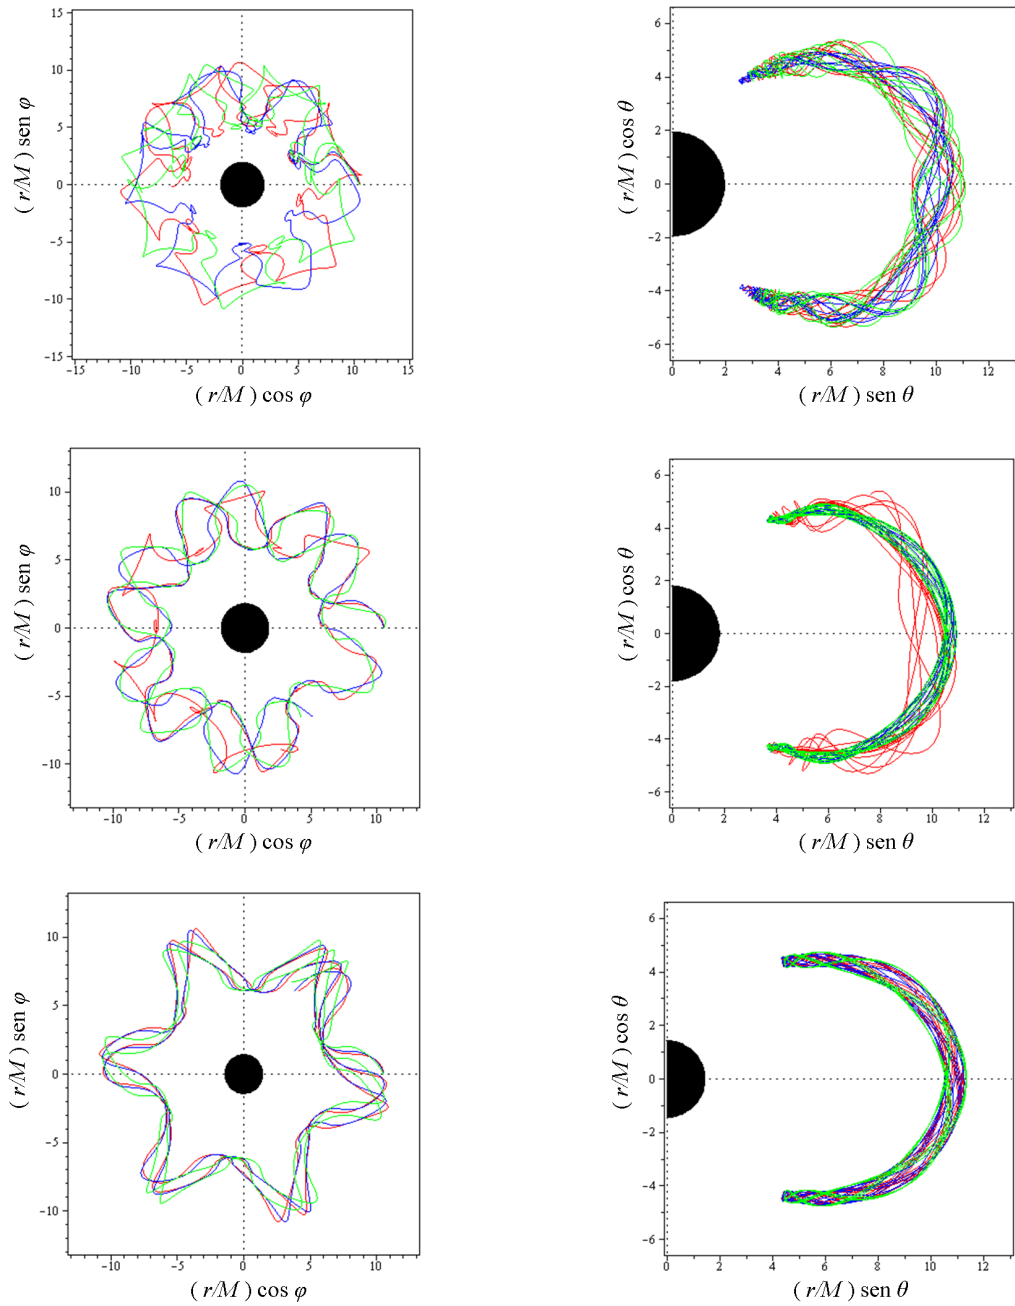 15
10
5
0
−5
−10
−15
−15 −10 −5 0 5 10 15
( r/M ) sen φ
( r/M ) cos φ
6
4
2
0
−2
−4
−6
0 2 4 6 8 10 12
( r/M ) cos θ
( r/M ) sen θ
10
5
0
−5
−10
−10 −5 0 5 10
( r/M ) sen φ
( r/M ) cos φ
6
4
2
0
−2
−4
−6
0 2 4 6 8 10 12
( r/M ) cos θ
( r/M ) sen θ
10
5
0
−5
−10
−10 −5 0 5 10
( r/M ) sen φ
( r/M ) cos φ
6
4
2
0
−2
−4
−6
0 2 4 6 8 10 12
( r/M ) cos θ
( r/M ) sen θ